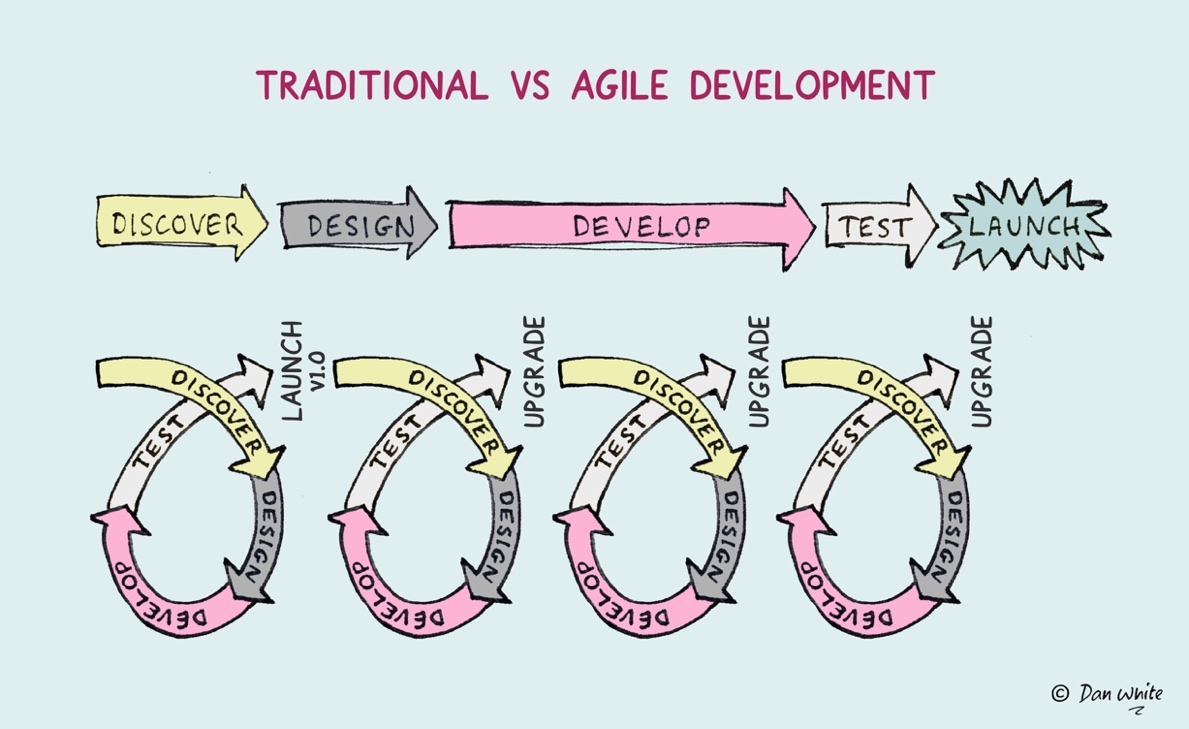 TRADITIONAL VS AGILE DEVELOPMENT
DISCOVER
DESIGN
DEVELOP
TEST
LAUNCH
DISCOVER
DESIGN
DEVELOP
TEST
LAUNCH
V1.0
DISCOVER
DESIGN
DEVELOP
TEST
UPGRADE
DISCOVER
DESIGN
DEVELOP
TEST
UPGRADE
DISCOVER
DESIGN
DEVELOP
TEST
UPGRADE
© Dan White